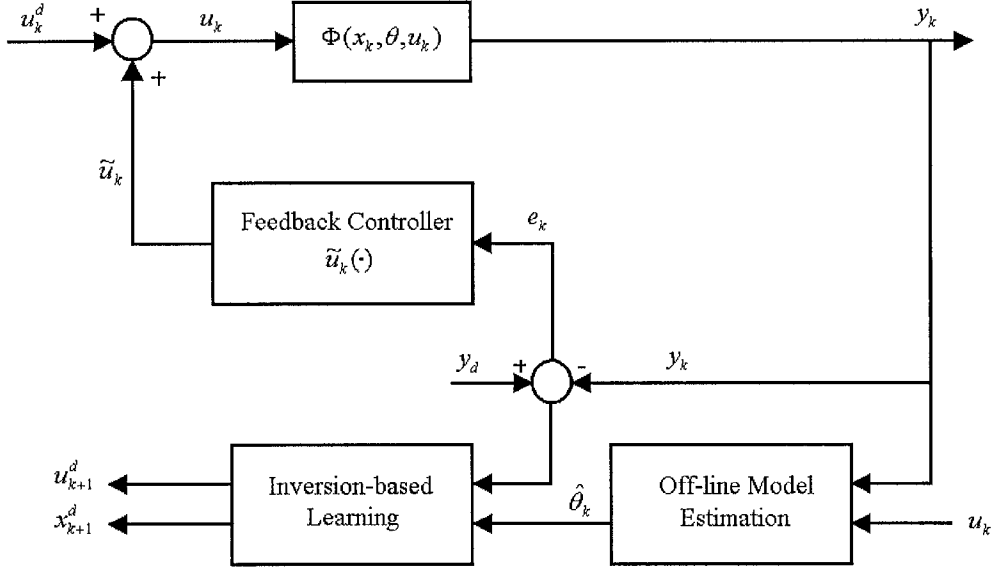 u_k^d
+
u_k
Φ(x_k,θ,u_k)
y_k
+
ũ_k
Feedback Controller
ũ_k(·)
e_k
y_d
+
-
y_k
u_{k+1}^d
x_{k+1}^d
Inversion-based
Learning
θ̂_k
Off-line Model
Estimation
u_k